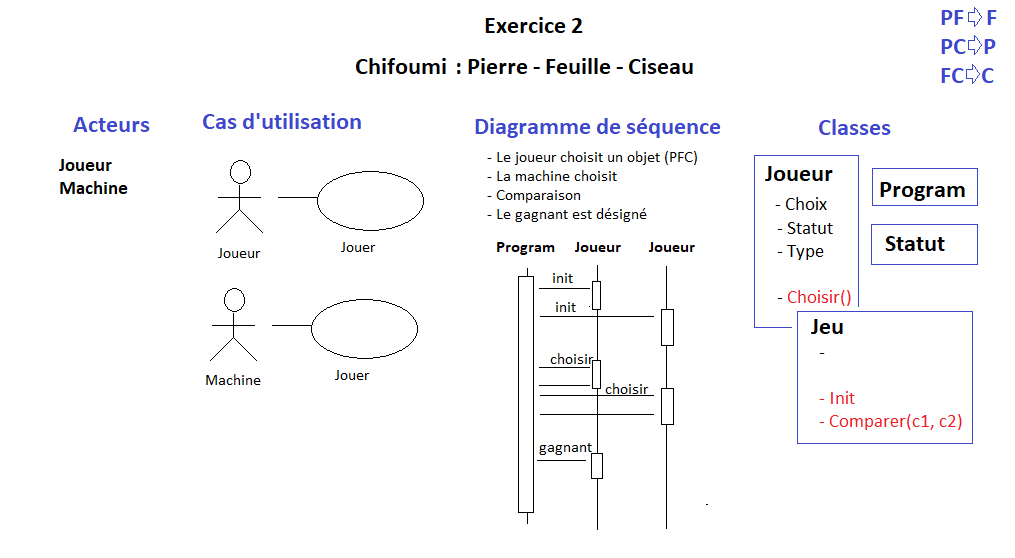 Exercice 2
Chifoumi : Pierre - Feuille - Ciseau
PF⇨F
PC⇨P
FC⇨C
Acteurs
Joueur
Machine
Cas d'utilisation
Joueur
Jouer
Machine
Jouer
Diagramme de séquence
- Le joueur choisit un objet (PFC)
- La machine choisit
- Comparaison
- Le gagnant est désigné
Program Joueur Joueur
init
init
choisir
choisir
gagnant
Classes
Joueur
- Choix
- Statut
- Type
- Choisir()
Program
Statut
Jeu
-
- Init
- Comparer(c1, c2)